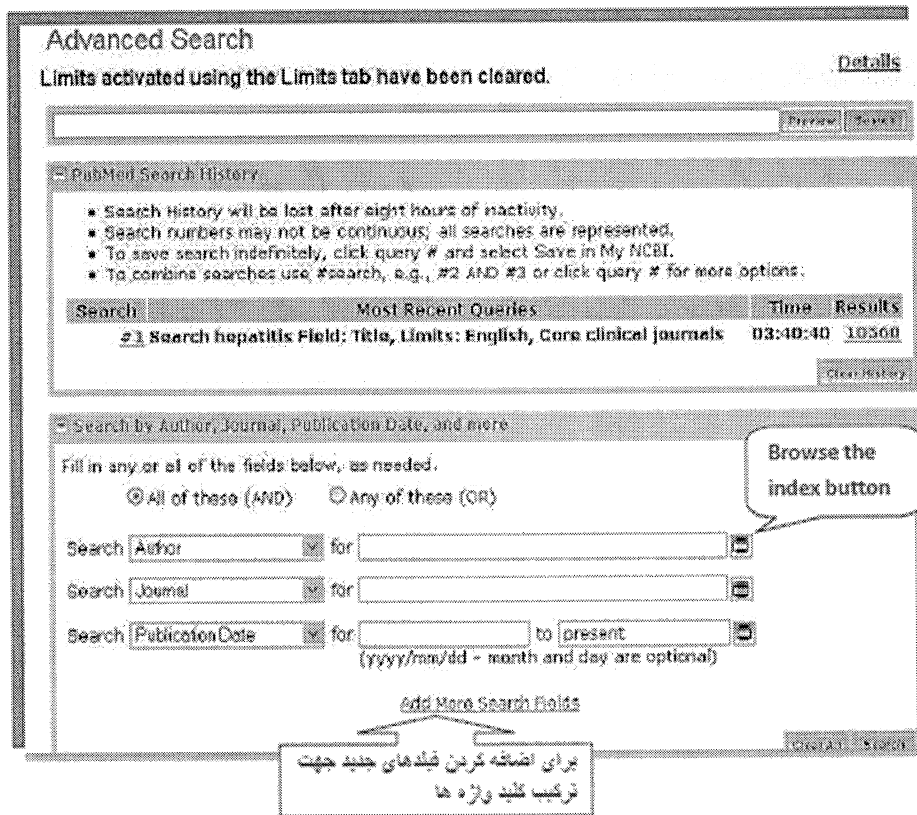 Advanced Search
Details
Limits activated using the Limits tab have been cleared.
Preview Search
PubMed Search History
• Search History will be lost after eight hours of inactivity.
• Search numbers may not be continuous; all searches are represented.
• To save search indefinitely, click query # and select Save in My NCBI.
• To combine searches use #search, e.g., #2 AND #3 or click query # for more options.
Search Most Recent Queries Time Results
#1 Search hepatitis Field: Title, Limits: English, Core clinical journals 03:40:40 10560
Clear History
Search by Author, Journal, Publication Date, and more
Fill in any or all of the fields below, as needed.
All of these (AND) Any of these (OR)
Browse the
index button
Search Author for
Search Journal for
Search Publication Date for to present
(yyyy/mm/dd - month and day are optional)
Add More Search Fields
Clear All Search
برای اضافه کردن فیلدهای جدید جهت
ترکیب کلید واژه ها